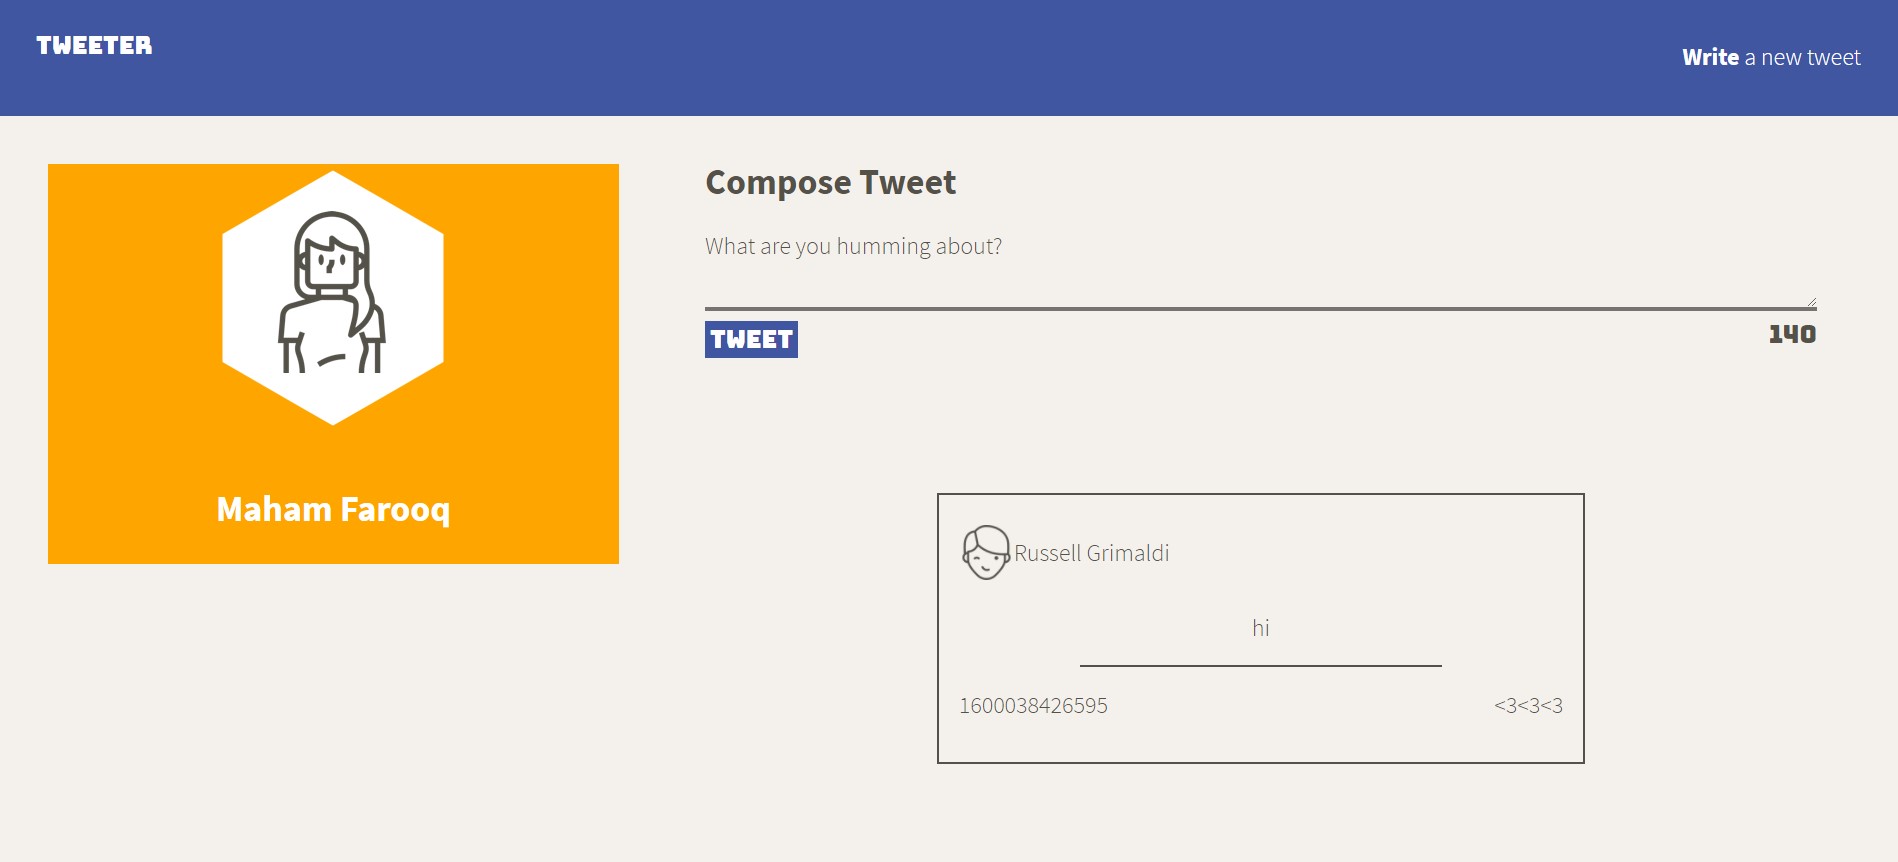 TWEETER
Write a new tweet
Maham Farooq
Compose Tweet
What are you humming about?
TWEET
140
Russell Grimaldi
hi
1600038426595
<3<3<3